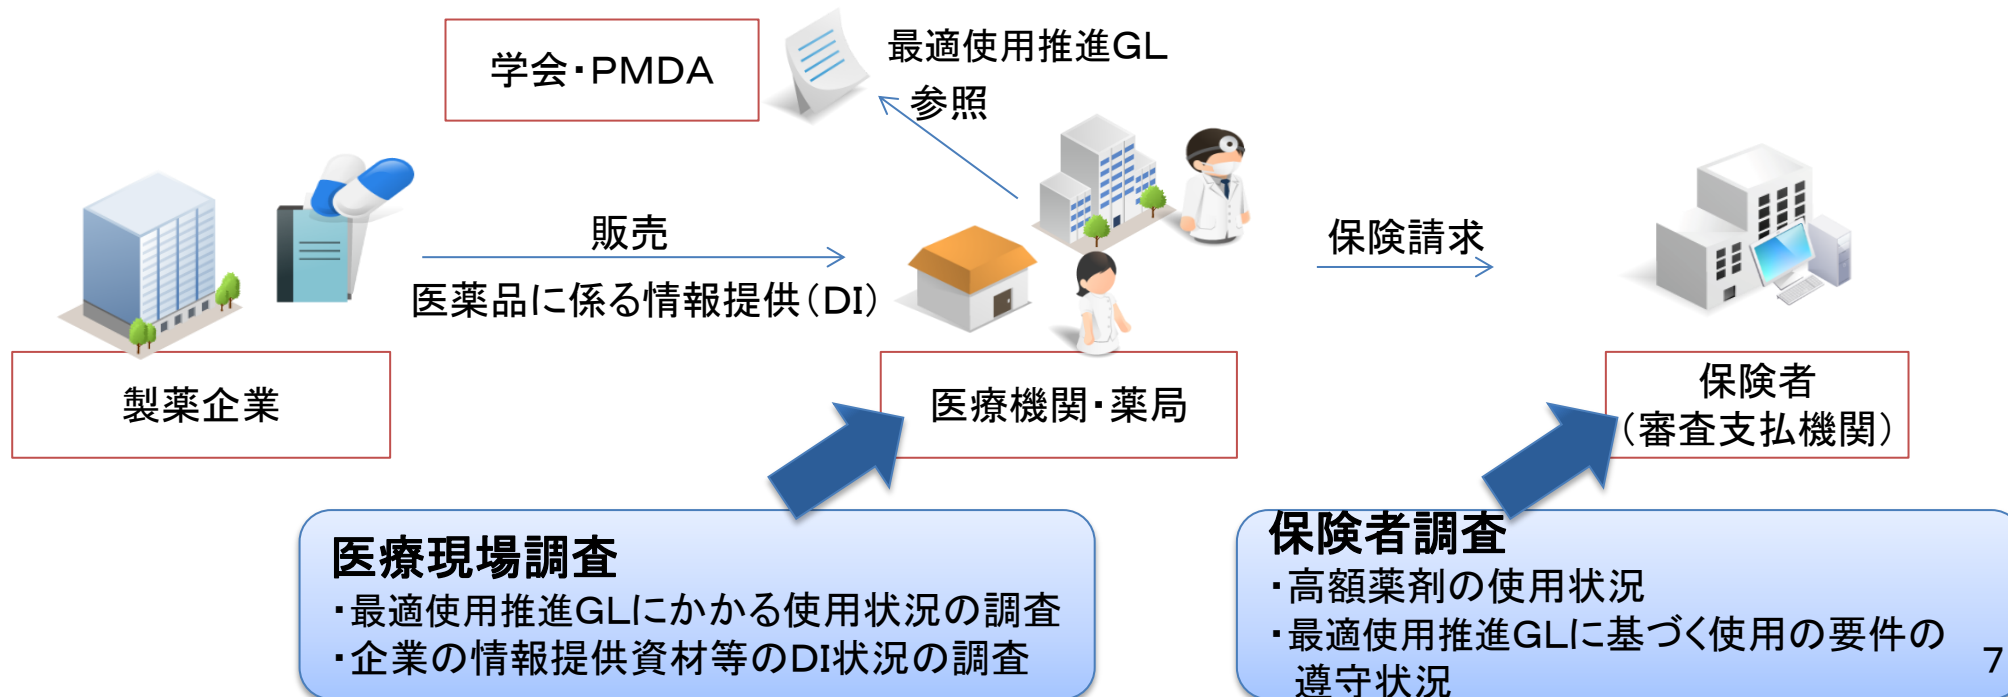 学会・PMDA
最適使用推進GL
参照
販売
医薬品に係る情報提供(DI)
保険請求
製薬企業
医療機関・薬局
保険者
(審査支払機関)
医療現場調査
・最適使用推進GLにかかる使用状況の調査
・企業の情報提供資材等のDI状況の調査
保険者調査
・高額薬剤の使用状況
・最適使用推進GLに基づく使用の要件の
遵守状況
7